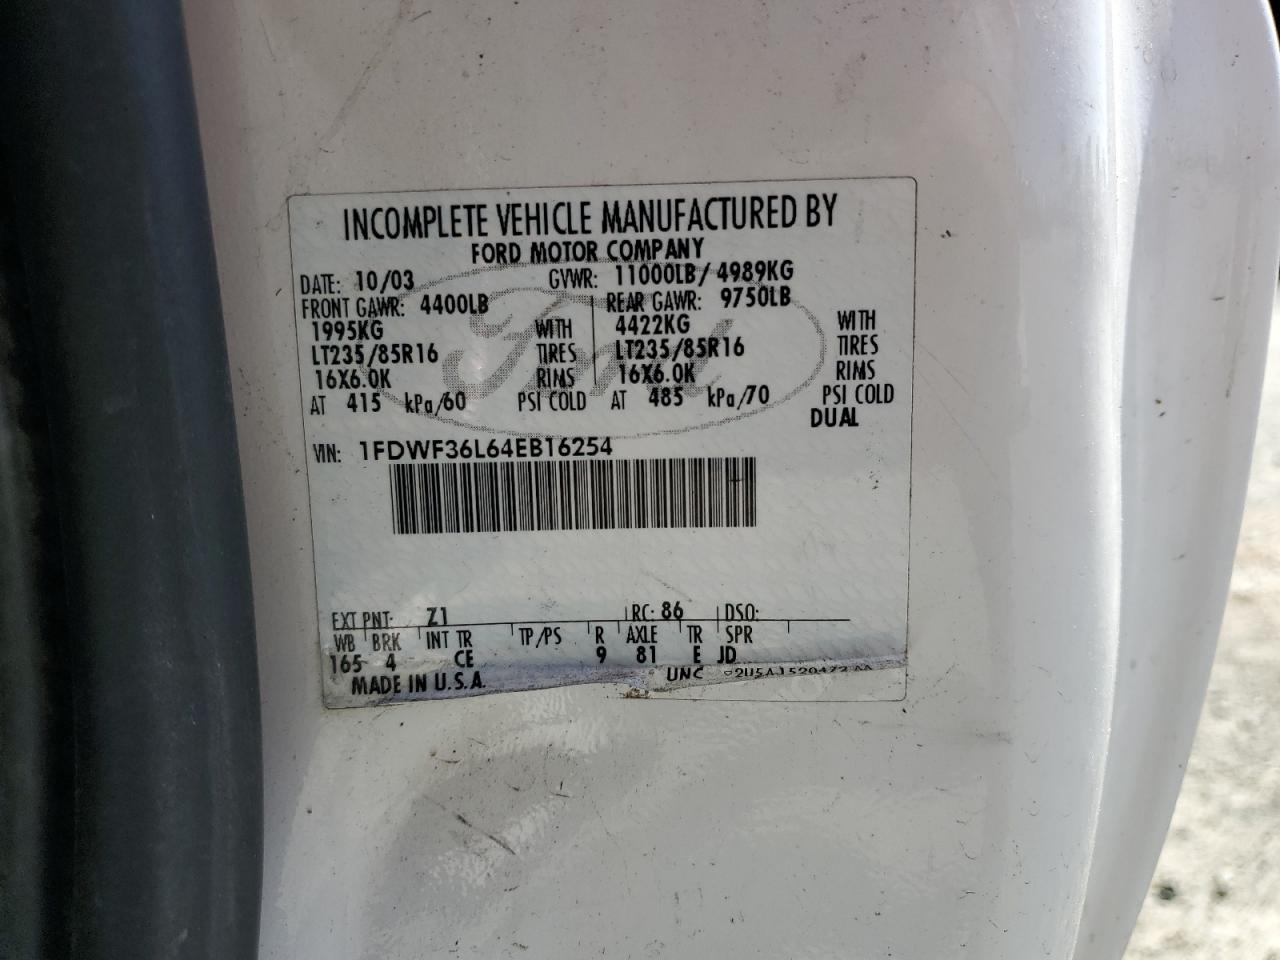 INCOMPLETE VEHICLE MANUFACTURED BY
FORD MOTOR COMPANY
DATE: 10/03 GVWR: 11000LB/4989KG
FRONT GAWR: 4400LB REAR GAWR: 9750LB
1995KG WITH 4422KG WITH
LT235/85R16 TIRES LT235/85R16 TIRES
16X6.0K RIMS 16X6.0K RIMS
AT 415 kPa/60 PSI COLD AT 485 kPa/70 PSI COLD
DUAL
Ford
VIN: 1FDWF36L64EB16254
EXT PNT: Z1 RC: 86 DSO:
WB BRK INT TR TP/PS R AXLE TR SPR
165 4 CE 9 81 E JD
MADE IN U.S.A. UNC